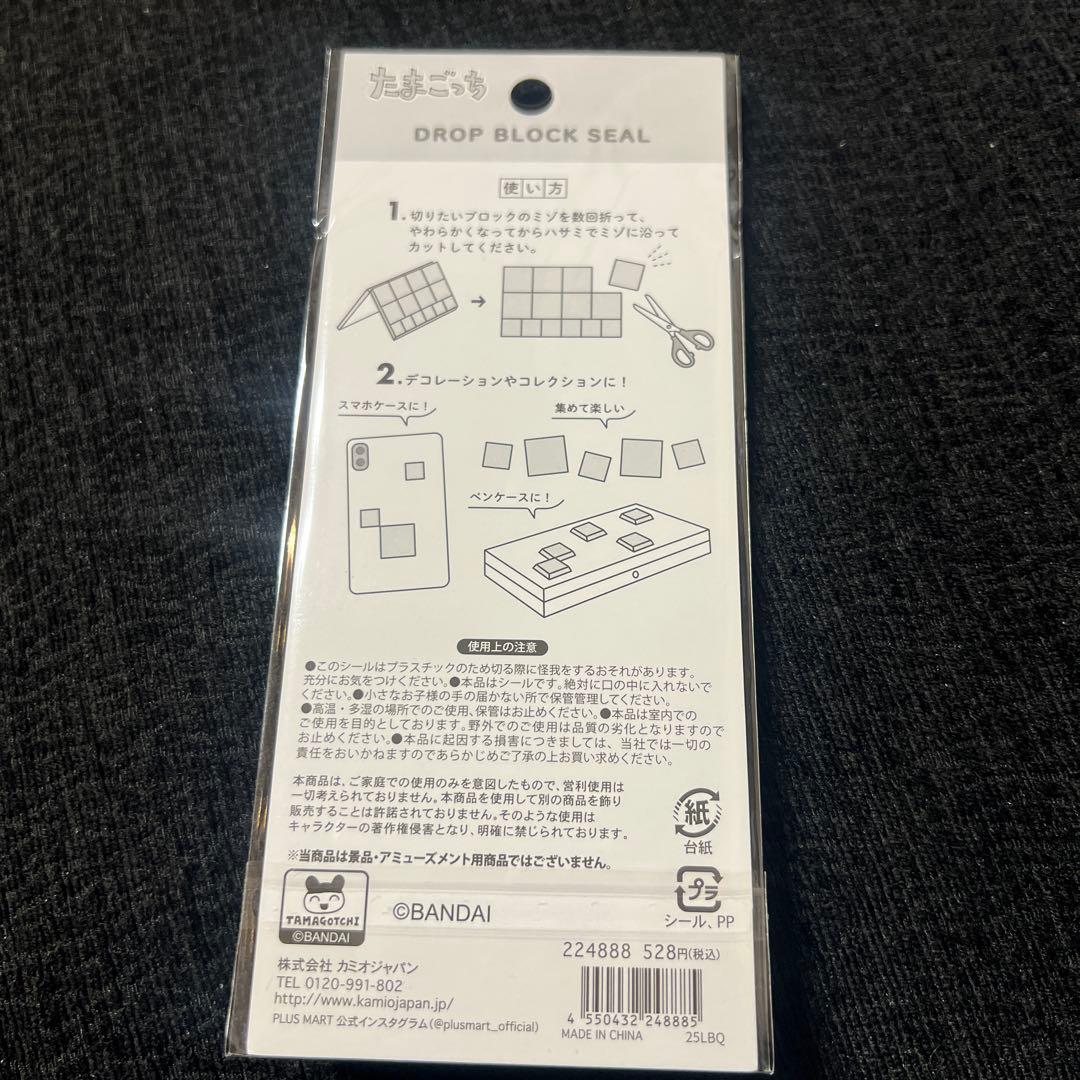 たまごっち
DROP BLOCK SEAL
使い方
1.切りたいブロックのミゾを数回折って、
やわらかくなってからハサミでミゾに沿って
カットしてください。
2.デコレーションやコレクションに！
スマホケースに！
集めて楽しい
ペンケースに！
使用上の注意
●このシールはプラスチックのため切る際に怪我をするおそれがあります。
充分にお気をつけください。●本品はシールです。絶対に口の中に入れないで
ください。●小さなお子様の手の届かない所で保管管理してください。
●高温・多湿の場所でのご使用、保管はお止めください。●本品は室内での
ご使用を目的としております。野外でのご使用は品質の劣化となりますので
お止めください。●本品に起因する損害につきましては、当社では一切の
責任をおいかねますのであらかじめご了承の上お買い求めください。
本商品は、ご家庭での使用のみを意図したもので、営利使用は
一切考えられておりません。本商品を使用して別の商品を飾り
販売することは許諾されておりません。そのような使用は
キャラクターの著作権侵害となり、明確に禁じられております。
※当商品は景品・アミューズメント用商品ではございません。
紙
台紙
プラ
シール、PP
TAMAGOTCHI
©BANDAI
©BANDAI
224888 528円(税込)
株式会社 カミオジャパン
TEL 0120-991-802
http://www.kamiojapan.jp/
PLUS MART 公式インスタグラム(@plusmart_official)
4 550432 248885
MADE IN CHINA 25LBQ